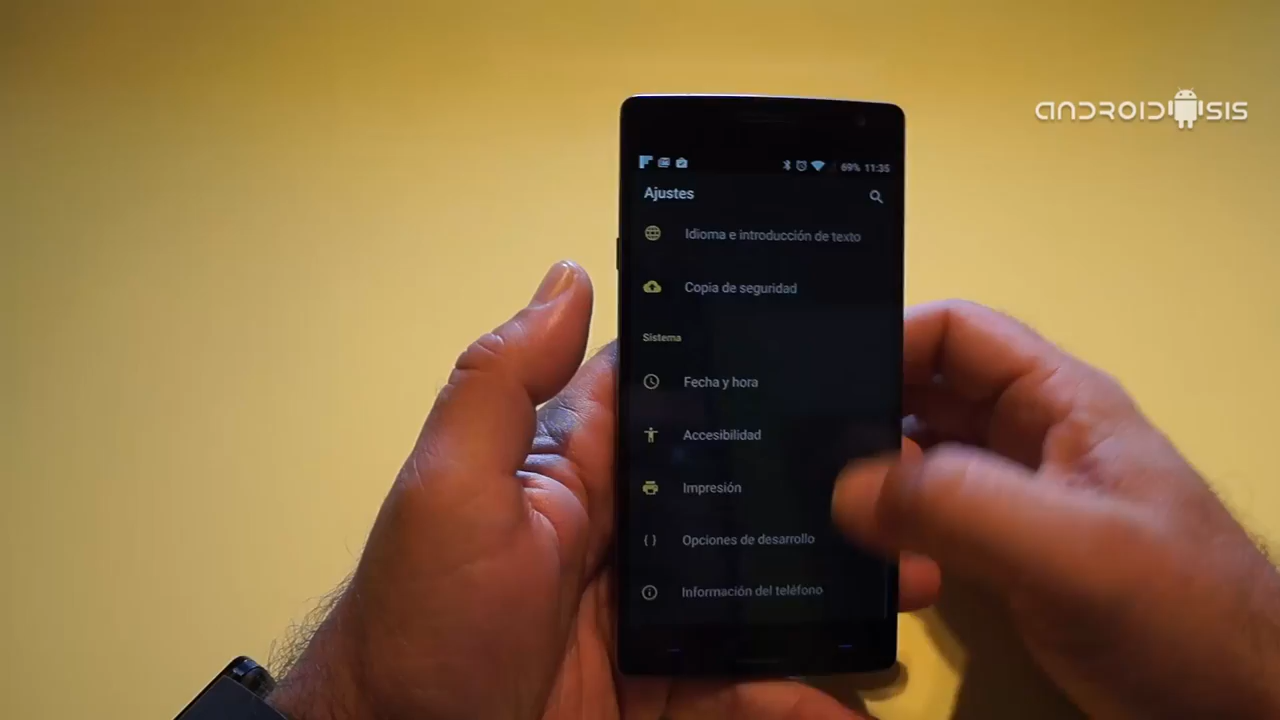 ANDROIDSIS
69% 11:35
Ajustes
Idioma e introducción de texto
Copia de seguridad
Sistema
Fecha y hora
Accesibilidad
Impresión
Opciones de desarrollo
Información del teléfono